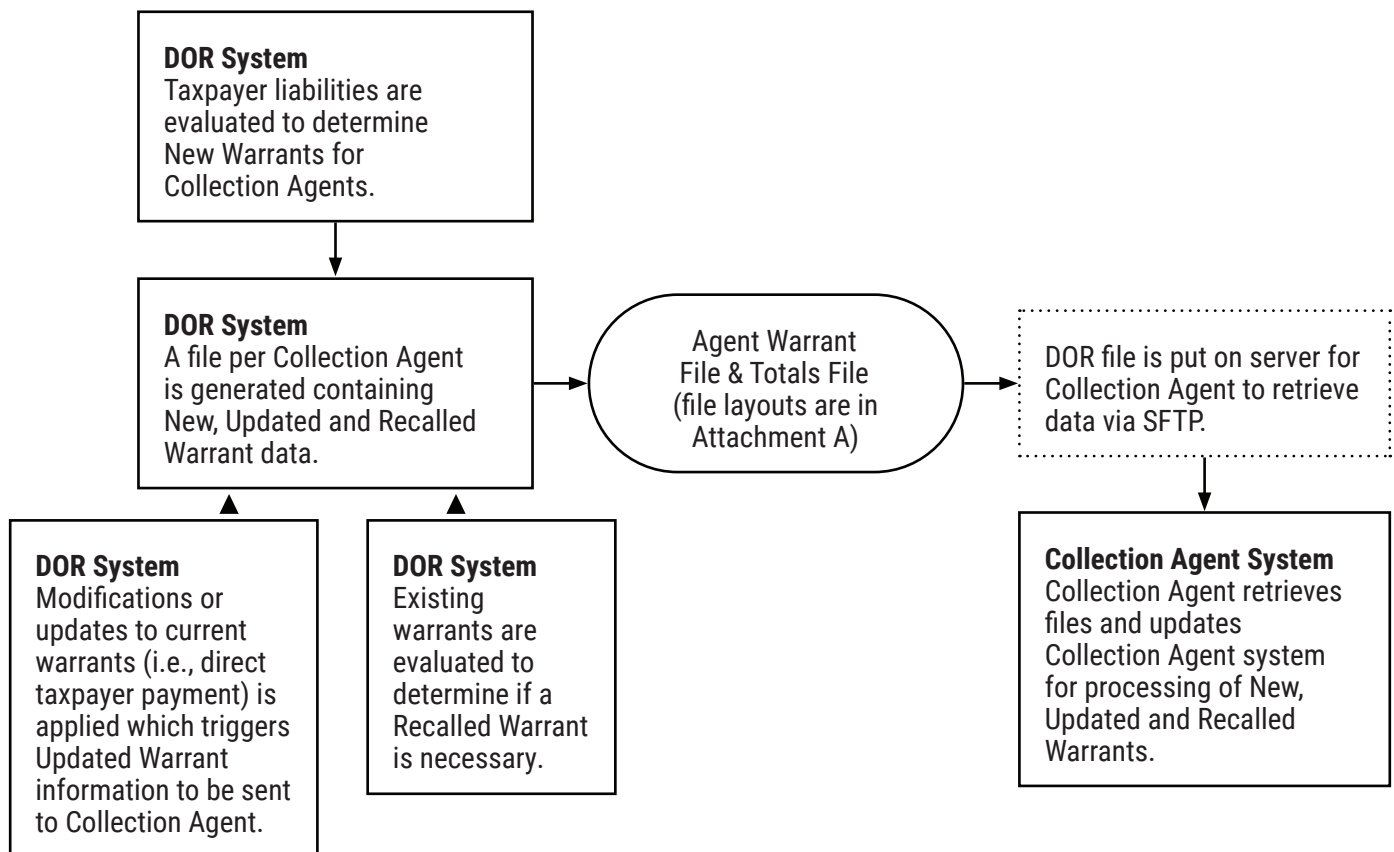 DOR System
Taxpayer liabilities are
evaluated to determine
New Warrants for
Collection Agents.
DOR System
A file per Collection Agent
is generated containing
New, Updated and Recalled
Warrant data.
Agent Warrant
File & Totals File
(file layouts are in
Attachment A)
DOR file is put on server for
Collection Agent to retrieve
data via SFTP.
DOR System
Modifications or
updates to current
warrants (i.e., direct
taxpayer payment) is
applied which triggers
Updated Warrant
information to be sent
to Collection Agent.
DOR System
Existing
warrants are
evaluated to
determine if a
Recalled Warrant
is necessary.
Collection Agent System
Collection Agent retrieves
files and updates
Collection Agent system
for processing of New,
Updated and Recalled
Warrants.